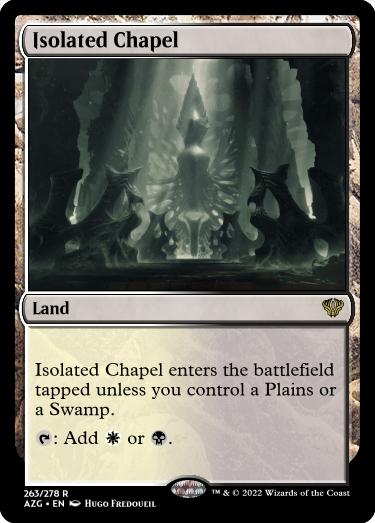 Isolated Chapel
Land
Isolated Chapel enters the battlefield
tapped unless you control a Plains or
a Swamp.
: Add or .
263/278 R
AZG • EN HUGO FREDOUEIL
™ & © 2022 Wizards of the Coast